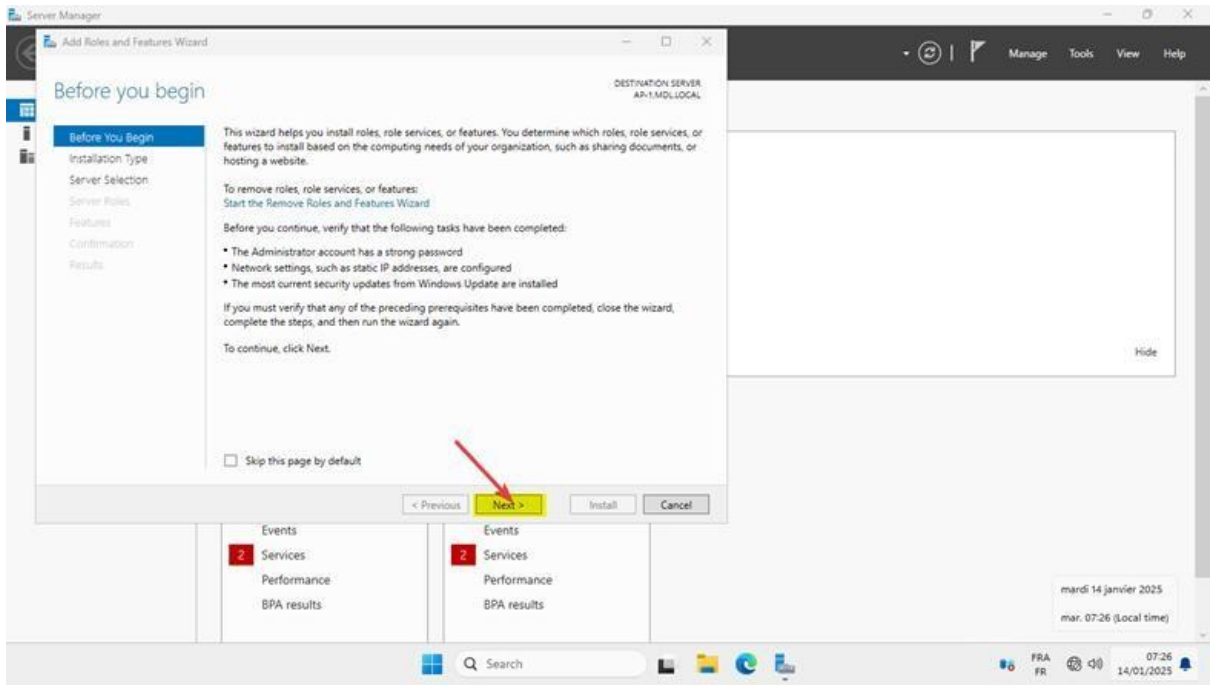 Server Manager
Add Roles and Features Wizard
Manage Tools View Help
Before you begin
DESTINATION SERVER
AP-1.MDL.LOCAL
Before You Begin
Installation Type
Server Selection
Server Roles
Features
Confirmation
Results
This wizard helps you install roles, role services, or features. You determine which roles, role services, or
features to install based on the computing needs of your organization, such as sharing documents, or
hosting a website.
To remove roles, role services, or features:
Start the Remove Roles and Features Wizard
Before you continue, verify that the following tasks have been completed:
• The Administrator account has a strong password
• Network settings, such as static IP addresses, are configured
• The most current security updates from Windows Update are installed
If you must verify that any of the preceding prerequisites have been completed, close the wizard,
complete the steps, and then run the wizard again.
To continue, click Next.
Hide
Skip this page by default
< Previous Next > Install Cancel
Events Events
2 Services 2 Services
Performance Performance
BPA results BPA results
mardi 14 janvier 2025
mar. 07:26 (Local time)
Search
FRA
FR
07:26
14/01/2025